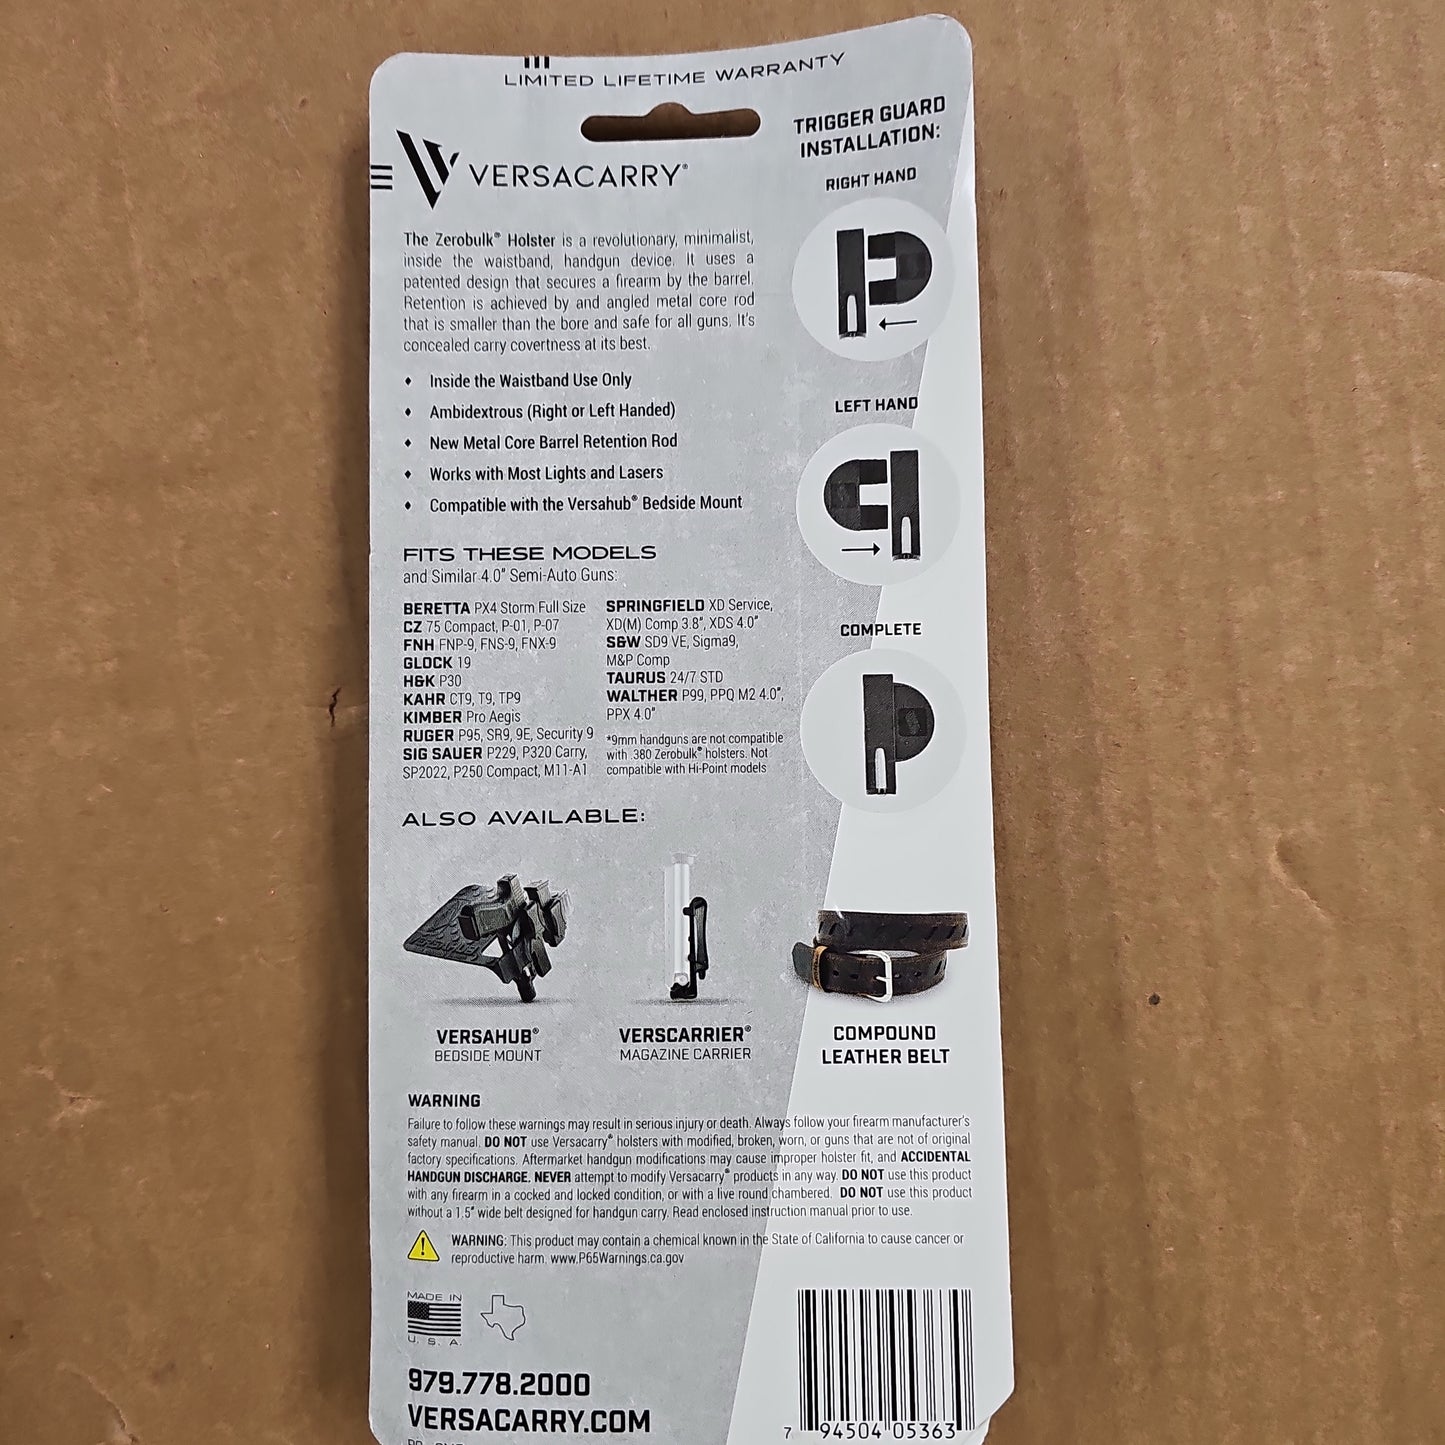 LIMITED LIFETIME WARRANTY
VERSACARRY®
The Zerobulk® Holster is a revolutionary, minimalist,
inside the waistband, handgun device. It uses a
patented design that secures a firearm by the barrel.
Retention is achieved by and angled metal core rod
that is smaller than the bore and safe for all guns. It's
concealed carry covertness at its best.
Inside the Waistband Use Only
Ambidextrous (Right or Left Handed)
New Metal Core Barrel Retention Rod
Works with Most Lights and Lasers
Compatible with the Versahub® Bedside Mount
FITS THESE MODELS
and Similar 4.0" Semi-Auto Guns:
BERETTA PX4 Storm Full Size
CZ 75 Compact, P-01, P-07
FNH FNP-9, FNS-9, FNX-9
GLOCK 19
H&K P30
KAHR CT9, T9, TP9
KIMBER Pro Aegis
RUGER P95, SR9, 9E, Security 9
SIG SAUER P229, P320 Carry,
SP2022, P250 Compact, M11-A1
SPRINGFIELD XD Service,
XD(M) Comp 3.8", XDS 4.0"
S&W SD9 VE, Sigma9,
M&P Comp
TAURUS 24/7 STD
WALTHER P99, PPQ M2 4.0",
PPX 4.0"
*9mm handguns are not compatible
with .380 Zerobulk® holsters. Not
compatible with Hi-Point models
TRIGGER GUARD
INSTALLATION:
RIGHT HAND
LEFT HAND
COMPLETE
ALSO AVAILABLE:
VERSAHUB®
BEDSIDE MOUNT
VERSCARRIER®
MAGAZINE CARRIER
COMPOUND
LEATHER BELT
WARNING
Failure to follow these warnings may result in serious injury or death. Always follow your firearm manufacturer's
safety manual. DO NOT use Versacarry® holsters with modified, broken, worn, or guns that are not of original
factory specifications. Aftermarket handgun modifications may cause improper holster fit, and ACCIDENTAL
HANDGUN DISCHARGE. NEVER attempt to modify Versacarry® products in any way. DO NOT use this product
with any firearm in a cocked and locked condition, or with a live round chambered. DO NOT use this product
without a 1.5" wide belt designed for handgun carry. Read enclosed instruction manual prior to use.
WARNING: This product may contain a chemical known in the State of California to cause cancer or
reproductive harm. www.P65Warnings.ca.gov
MADE IN
U. S. A.
979.778.2000
VERSACARRY.COM
7 94504 05363